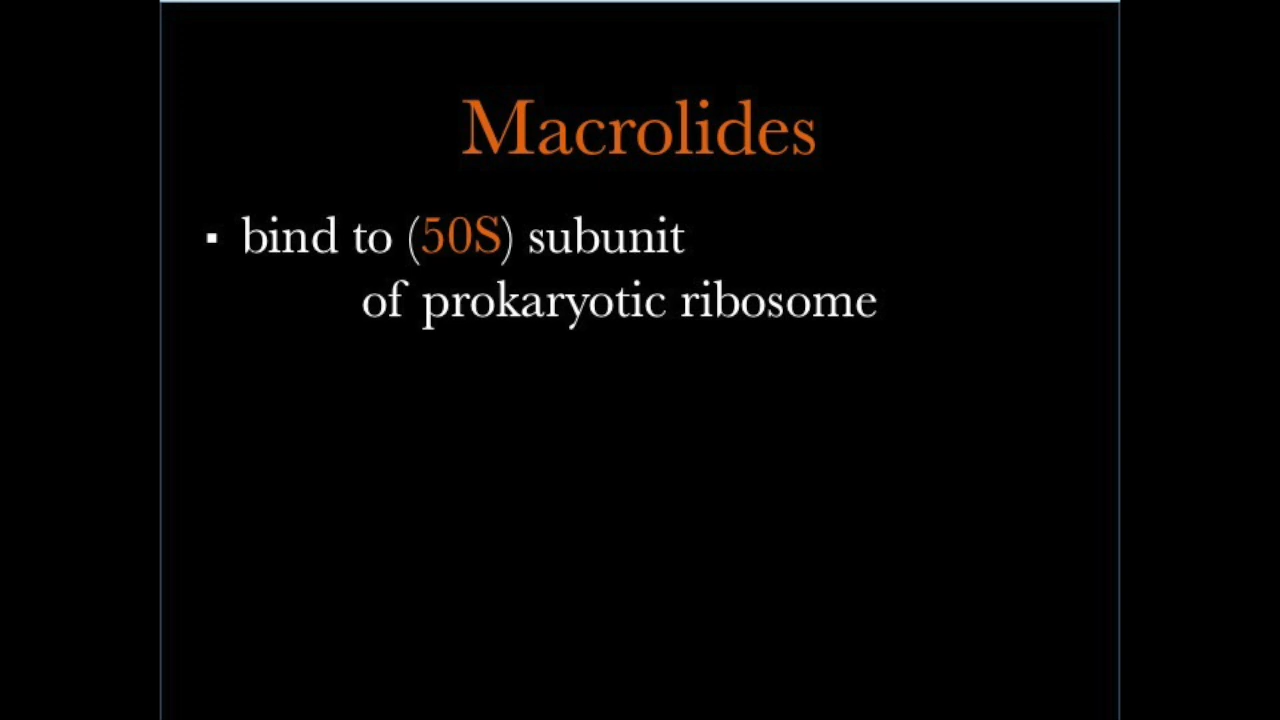 Macrolides
▪ bind to (50S) subunit
of prokaryotic ribosome